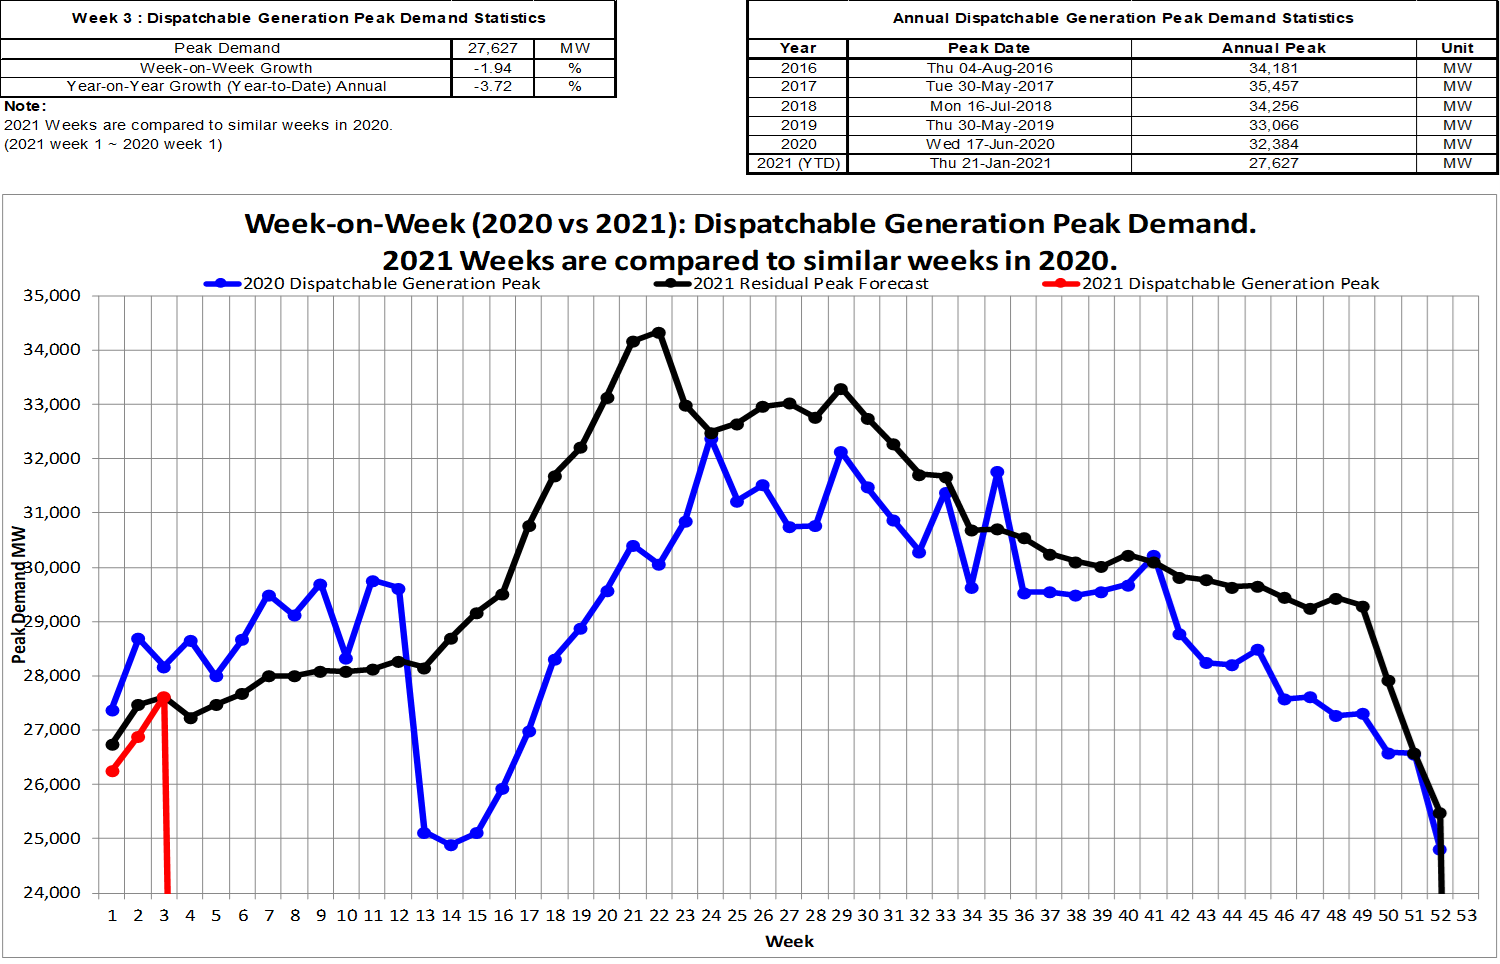 Week 3 : Dispatchable Generation Peak Demand Statistics
Peak Demand 27,627 MW
Week-on-Week Growth -1.94 %
Year-on-Year Growth (Year-to-Date) Annual -3.72 %
Note:
2021 Weeks are compared to similar weeks in 2020.
(2021 week 1 ~ 2020 week 1)
Annual Dispatchable Generation Peak Demand Statistics
Year Peak Date Annual Peak Unit
2016 Thu 04-Aug-2016 34,181 MW
2017 Tue 30-May-2017 35,457 MW
2018 Mon 16-Jul-2018 34,256 MW
2019 Thu 30-May-2019 33,066 MW
2020 Wed 17-Jun-2020 32,384 MW
2021 (YTD) Thu 21-Jan-2021 27,627 MW
Week-on-Week (2020 vs 2021): Dispatchable Generation Peak Demand.
2021 Weeks are compared to similar weeks in 2020.
2020 Dispatchable Generation Peak 2021 Residual Peak Forecast 2021 Dispatchable Generation Peak
35,000
34,000
33,000
32,000
31,000
30,000
29,000
28,000
27,000
26,000
25,000
24,000
Peak Demand MW
1 2 3 4 5 6 7 8 9 10 11 12 13 14 15 16 17 18 19 20 21 22 23 24 25 26 27 28 29 30 31 32 33 34 35 36 37 38 39 40 41 42 43 44 45 46 47 48 49 50 51 52 53
Week